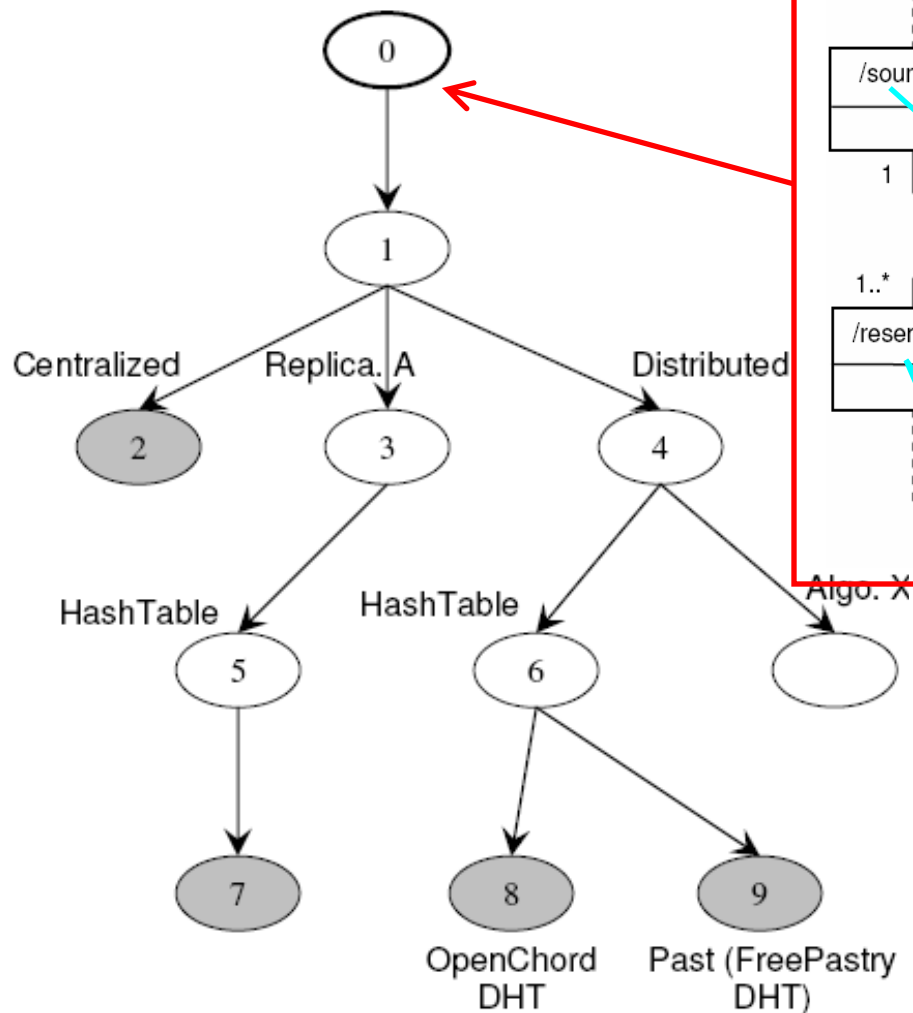 0
/sour
1
1
1..*
/reser
Centralized
Replica. A
Distributed
2
3
4
Algo. X
HashTable
HashTable
5
6
7
8
9
OpenChord
DHT
Past (FreePastry
DHT)